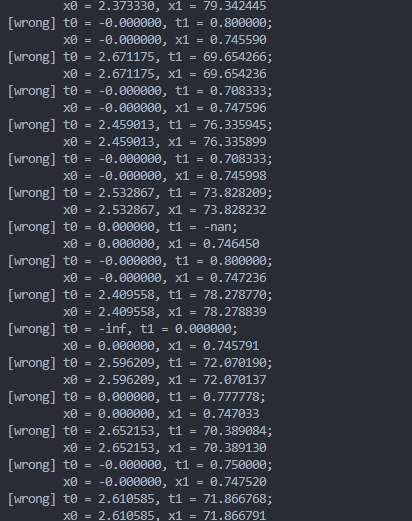 x0 = 2.373330, x1 = 79.342445
[wrong] t0 = -0.000000, t1 = 0.800000;
x0 = -0.000000, x1 = 0.745590
[wrong] t0 = 2.671175, t1 = 69.654266;
x0 = 2.671175, x1 = 69.654236
[wrong] t0 = -0.000000, t1 = 0.708333;
x0 = -0.000000, x1 = 0.747596
[wrong] t0 = 2.459013, t1 = 76.335945;
x0 = 2.459013, x1 = 76.335899
[wrong] t0 = -0.000000, t1 = 0.708333;
x0 = -0.000000, x1 = 0.745998
[wrong] t0 = 2.532867, t1 = 73.828209;
x0 = 2.532867, x1 = 73.828232
[wrong] t0 = 0.000000, t1 = -nan;
x0 = 0.000000, x1 = 0.746450
[wrong] t0 = -0.000000, t1 = 0.800000;
x0 = -0.000000, x1 = 0.747236
[wrong] t0 = 2.409558, t1 = 78.278770;
x0 = 2.409558, x1 = 78.278839
[wrong] t0 = -inf, t1 = 0.000000;
x0 = 0.000000, x1 = 0.745791
[wrong] t0 = 2.596209, t1 = 72.070190;
x0 = 2.596209, x1 = 72.070137
[wrong] t0 = 0.000000, t1 = 0.777778;
x0 = 0.000000, x1 = 0.747033
[wrong] t0 = 2.652153, t1 = 70.389084;
x0 = 2.652153, x1 = 70.389130
[wrong] t0 = -0.000000, t1 = 0.750000;
x0 = -0.000000, x1 = 0.747520
[wrong] t0 = 2.610585, t1 = 71.866768;
x0 = 2.610585, x1 = 71.866791